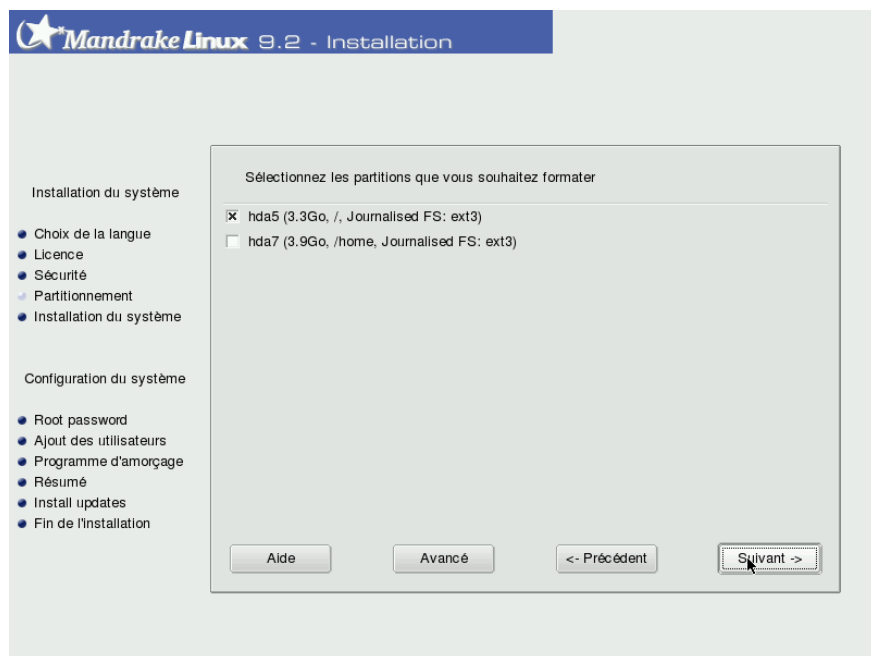 Mandrake Linux 9.2 - Installation
Installation du système
Choix de la langue
Licence
Sécurité
Partitionnement
Installation du système
Configuration du système
Root password
Ajout des utilisateurs
Programme d'amorçage
Résumé
Install updates
Fin de l'installation
Sélectionnez les partitions que vous souhaitez formater
hda5 (3.3Go, /, Journalised FS: ext3)
hda7 (3.9Go, /home, Journalised FS: ext3)
Aide
Avancé
<- Précédent
Suivant ->